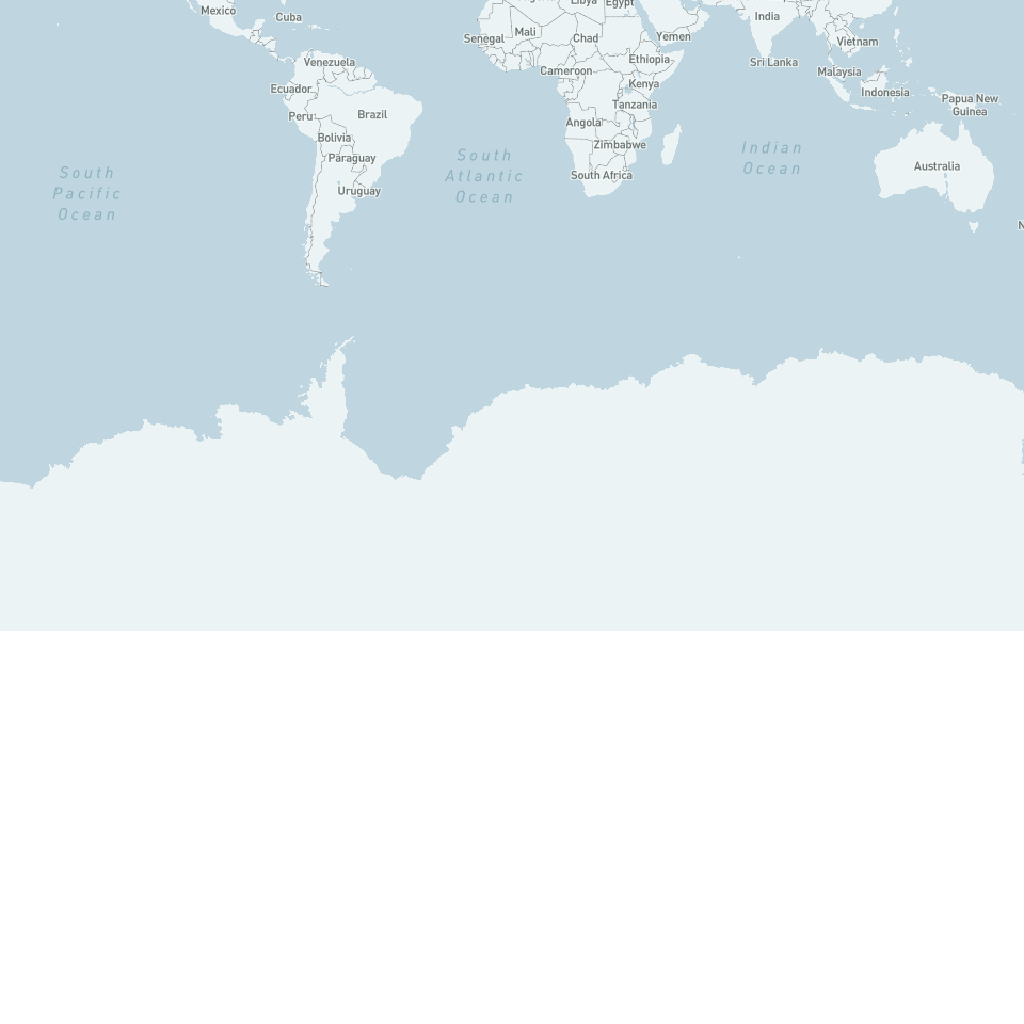 Mexico
Cuba
Libya
Egypt
Senegal
Mali
Chad
Yemen
India
Vietnam
Venezuela
Cameroon
Ethiopia
Sri Lanka
Malaysia
Ecuador
Kenya
Indonesia
Papua New
Guinea
Peru
Brazil
Tanzania
Angola
Bolivia
Zimbabwe
Paraguay
South
Atlantic
Ocean
Indian
Ocean
Australia
South
Pacific
Ocean
Uruguay
South Africa